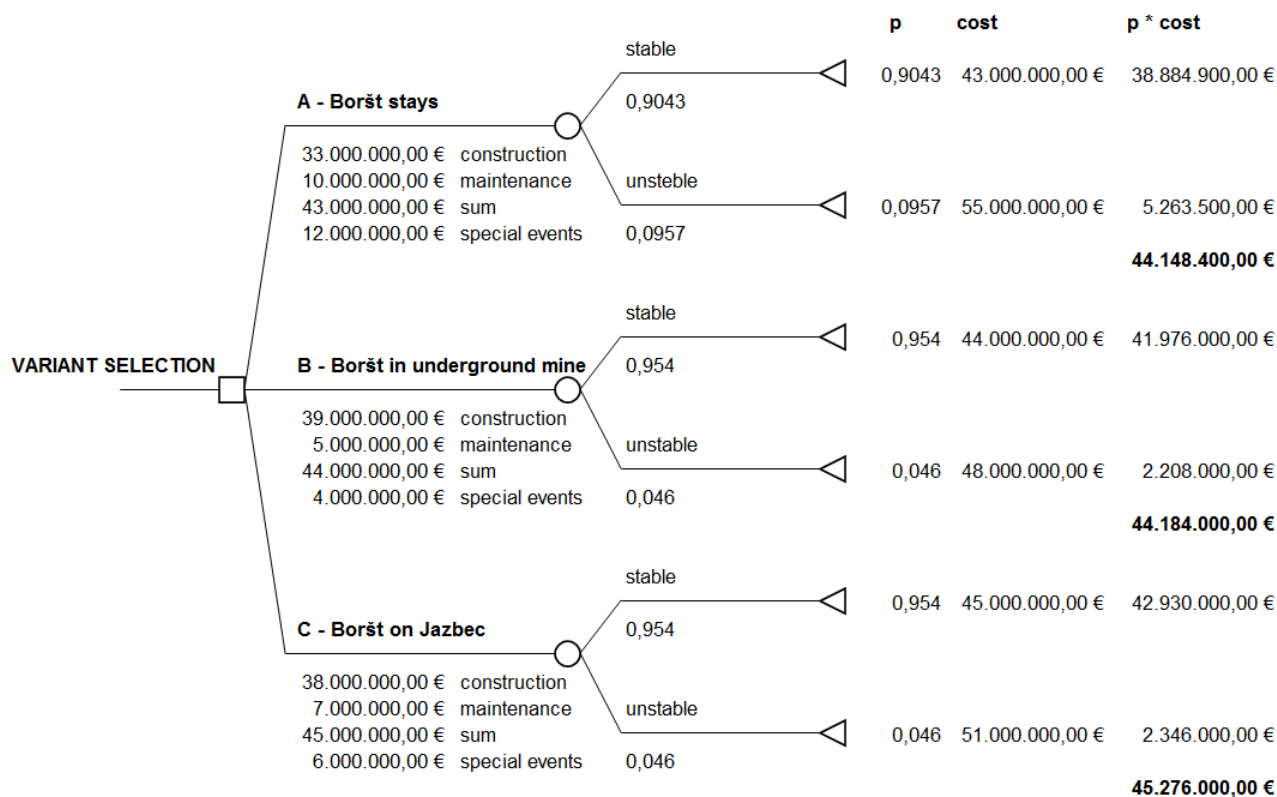 p cost p * cost
stable
0,9043 43.000.000,00 € 38.884.900,00 €
A - Boršt stays 0,9043
33.000.000,00 € construction
10.000.000,00 € maintenance unsteble
43.000.000,00 € sum 0,0957 55.000.000,00 € 5.263.500,00 €
12.000.000,00 € special events 0,0957
44.148.400,00 €
stable
0,954 44.000.000,00 € 41.976.000,00 €
VARIANT SELECTION B - Boršt in underground mine 0,954
39.000.000,00 € construction
5.000.000,00 € maintenance unstable
44.000.000,00 € sum 0,046 48.000.000,00 € 2.208.000,00 €
4.000.000,00 € special events 0,046
44.184.000,00 €
stable
0,954 45.000.000,00 € 42.930.000,00 €
C - Boršt on Jazbec 0,954
38.000.000,00 € construction
7.000.000,00 € maintenance unstable
45.000.000,00 € sum 0,046 51.000.000,00 € 2.346.000,00 €
6.000.000,00 € special events 0,046
45.276.000,00 €